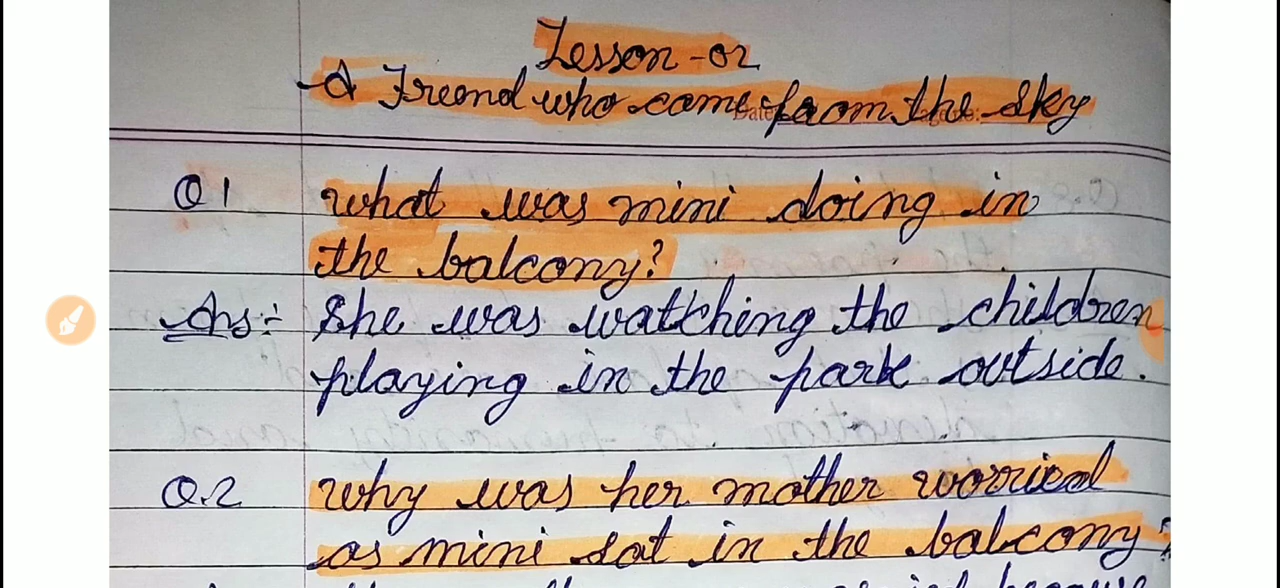 Lesson-02
A Friend who came from the Sky
Q1 what was mini doing in
the balcony?
Ans:- She was watching the children
playing in the park outside.
Q.2 why was her mother worried
as mini sat in the balcony?
because